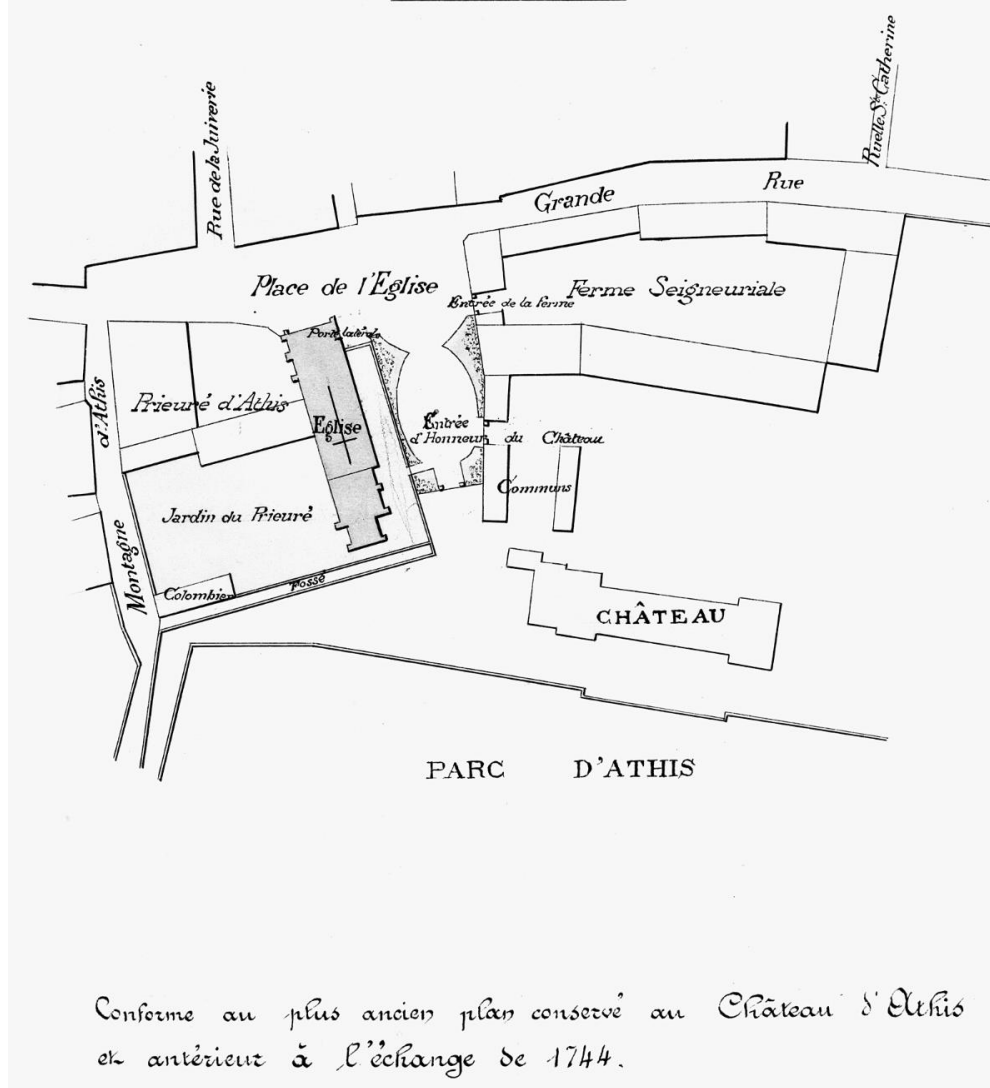 Rue de la Juiverie
Ruelle Ste Catherine
Grande Rue
Place de l'Eglise
Entrée de la ferme
Ferme Seigneuriale
Porte latérale
Prieuré d'Athis
Eglise
Entrée
d'Honneur du Château
Communs
Jardin du Prieuré
Montagne d'Athis
Colombier
Fossé
CHÂTEAU
PARC D'ATHIS
Conforme au plus ancien plan conservé au Château d'Athis
et antérieur à l'échange de 1744.